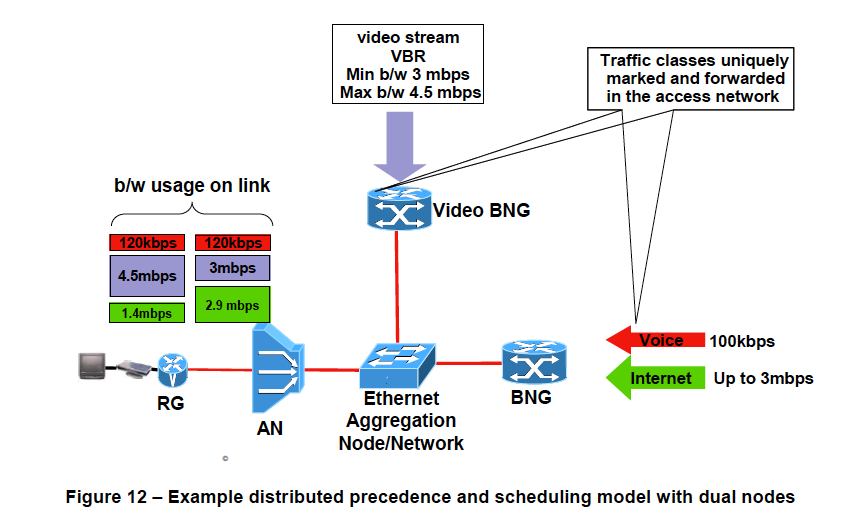 video stream
VBR
Min b/w 3 mbps
Max b/w 4.5 mbps
Traffic classes uniquely
marked and forwarded
in the access network
b/w usage on link
Video BNG
120kbps
120kbps
4.5mbps
3mbps
1.4mbps
2.9 mbps
Voice
100kbps
Internet
Up to 3mbps
RG
AN
Ethernet
Aggregation
Node/Network
BNG
©
Figure 12 – Example distributed precedence and scheduling model with dual nodes